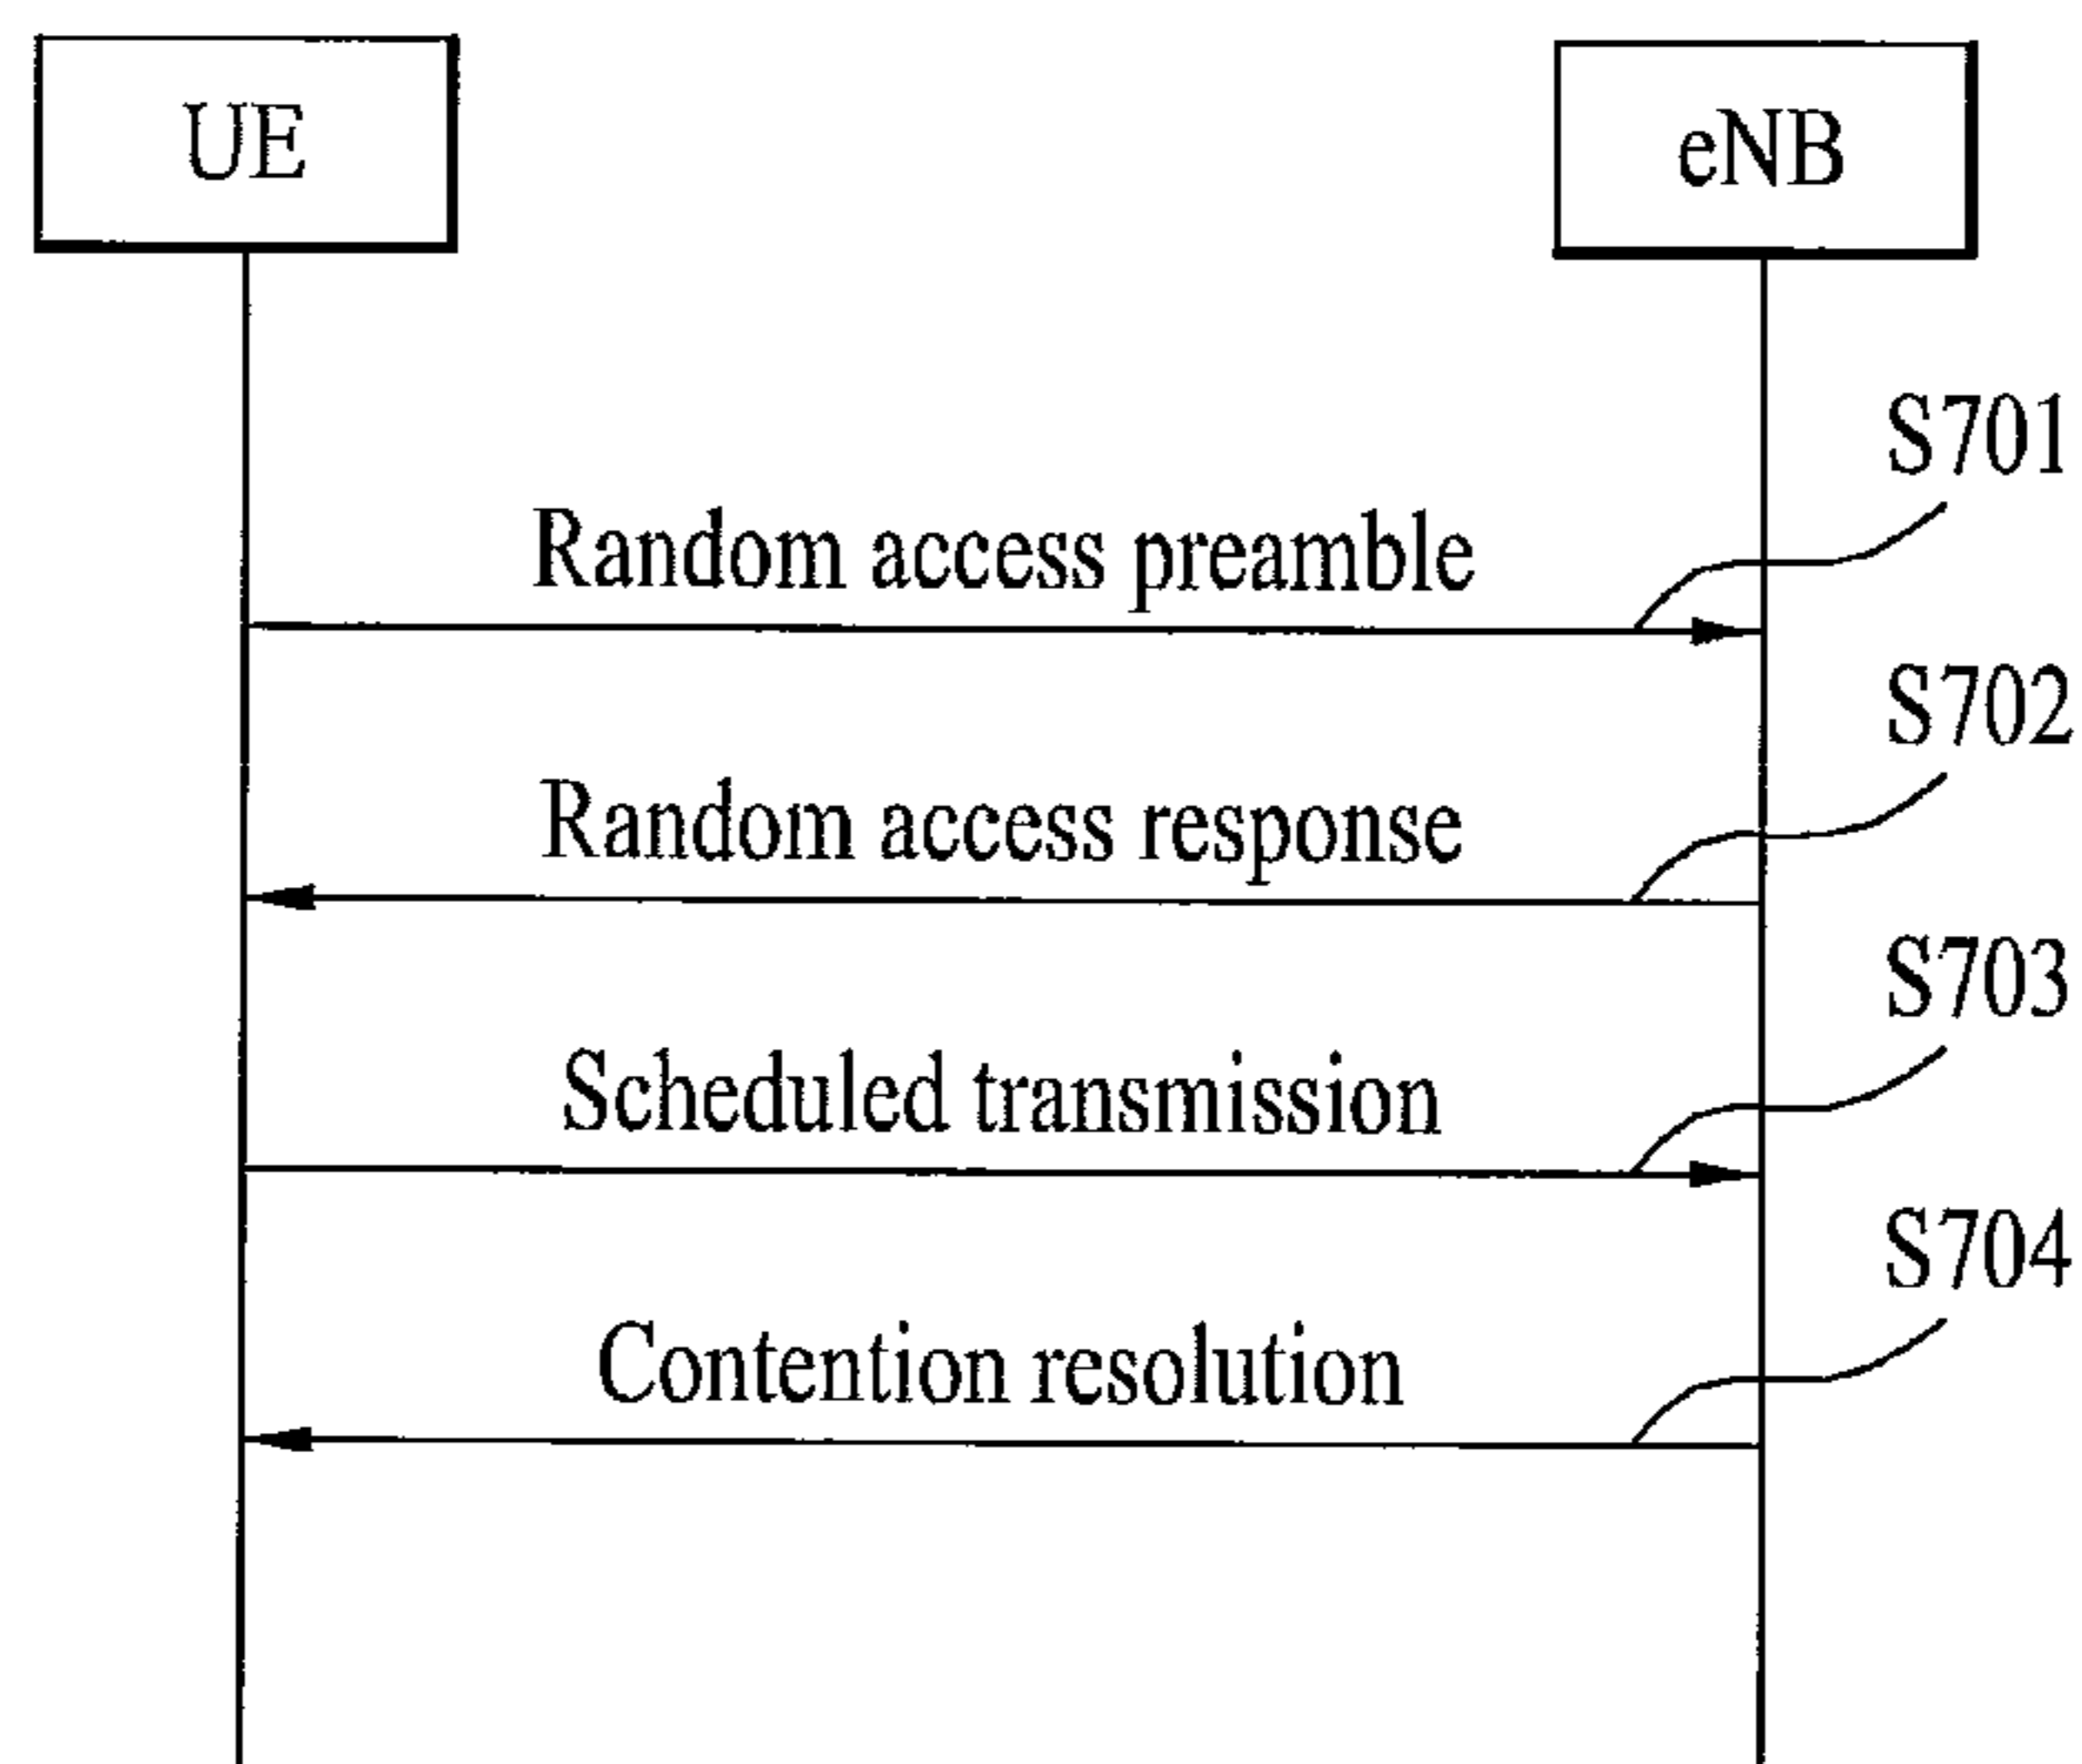 UE
eNB
S701
Random access preamble
S702
Random access response
S703
Scheduled transmission
S704
Contention resolution